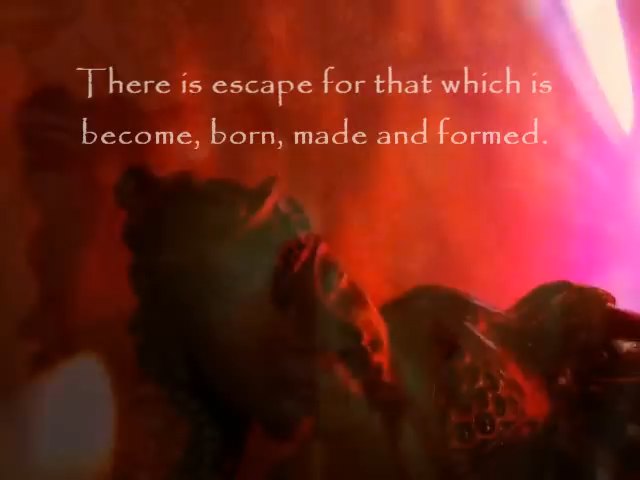 There is escape for that which is
become, born, made and formed.